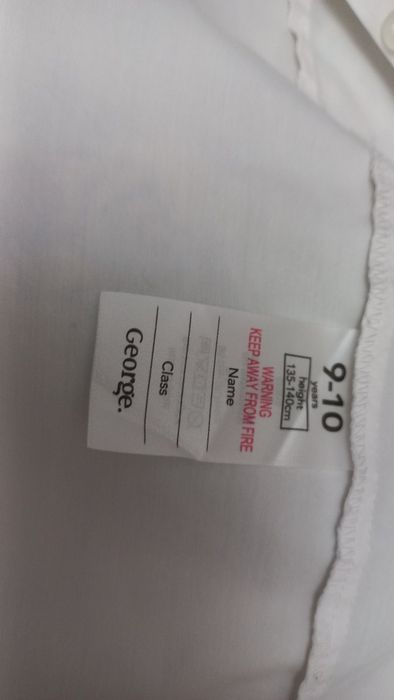 9-10
years
height
135-140cm
WARNING
KEEP AWAY FROM FIRE
Name
Class
George.